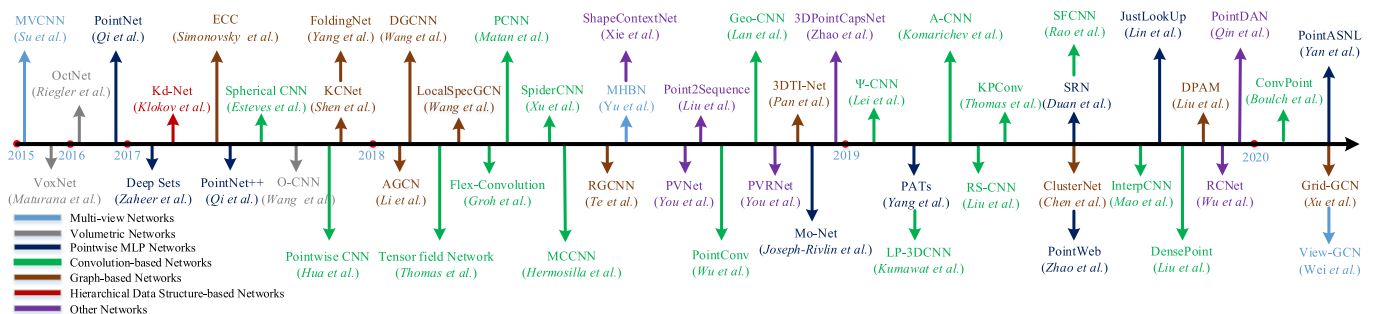 MVCNN
(Su et al.)
PointNet
(Qi et al.)
ECC
(Simonovsky et al.)
FoldingNet
(Yang et al.)
DGCNN
(Wang et al.)
PCNN
(Matan et al.)
ShapeContextNet
(Xie et al.)
Geo-CNN
(Lan et al.)
3DPointCapsNet
(Zhao et al.)
A-CNN
(Komarichev et al.)
SFCNN
(Rao et al.)
JustLookUp
(Lin et al.)
PointDAN
(Qin et al.)
PointASNL
(Yan et al.)
OctNet
(Riegler et al.)
Kd-Net
(Klokov et al.)
Spherical CNN
(Esteves et al.)
KCNet
(Shen et al.)
LocalSpecGCN
(Wang et al.)
SpiderCNN
(Xu et al.)
MHBN
(Yu et al.)
Point2Sequence
(Liu et al.)
3DTI-Net
(Pan et al.)
Ψ-CNN
(Lei et al.)
KPConv
(Thomas et al.)
SRN
(Duan et al.)
DPAM
(Liu et al.)
ConvPoint
(Boulch et al.)
2015
2016
2017
2018
2019
2020
VoxNet
(Maturana et al.)
Deep Sets
(Zaheer et al.)
PointNet++
(Qi et al.)
O-CNN
(Wang et al.)
AGCN
(Li et al.)
Flex-Convolution
(Groh et al.)
RGCNN
(Te et al.)
PVNet
(You et al.)
PVRNet
(You et al.)
PATs
(Yang et al.)
RS-CNN
(Liu et al.)
ClusterNet
(Chen et al.)
InterpCNN
(Mao et al.)
RCNet
(Wu et al.)
Grid-GCN
(Xu et al.)
Pointwise CNN
(Hua et al.)
Tensor field Network
(Thomas et al.)
MCCNN
(Hermosilla et al.)
PointConv
(Wu et al.)
Mo-Net
(Joseph-Rivlin et al.)
LP-3DCNN
(Kumawat et al.)
PointWeb
(Zhao et al.)
DensePoint
(Liu et al.)
View-GCN
(Wei et al.)
Multi-view Networks
Volumetric Networks
Pointwise MLP Networks
Convolution-based Networks
Graph-based Networks
Hierarchical Data Structure-based Networks
Other Networks